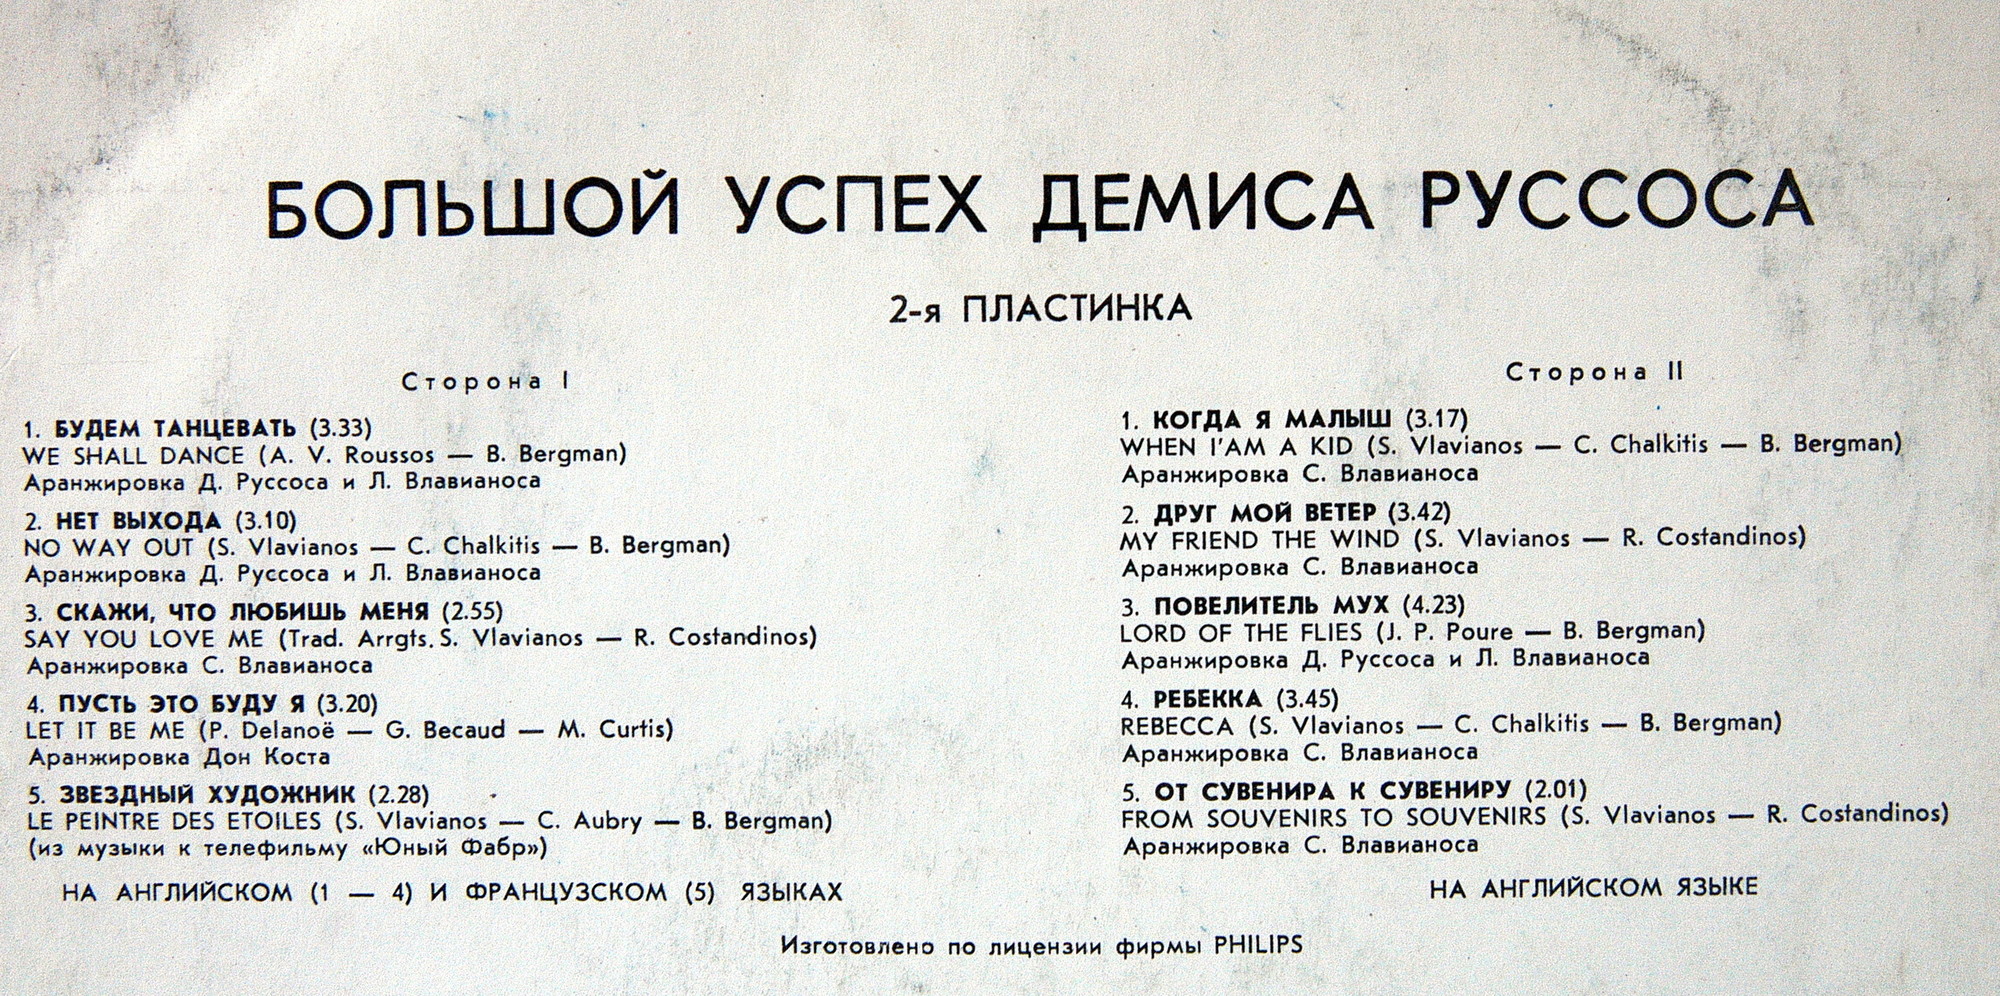 БОЛЬШОЙ УСПЕХ ДЕМИСА РУССОСА
2-я ПЛАСТИНКА
Сторона I
1. БУДЕМ ТАНЦЕВАТЬ (3.33)
WE SHALL DANCE (A. V. Roussos — B. Bergman)
Аранжировка Д. Руссоса и Л. Влавианоса
2. НЕТ ВЫХОДА (3.10)
NO WAY OUT (S. Vlavianos — C. Chalkitis — B. Bergman)
Аранжировка Д. Руссоса и Л. Влавианоса
3. СКАЖИ, ЧТО ЛЮБИШЬ МЕНЯ (2.55)
SAY YOU LOVE ME (Trad. Arrgts. S. Vlavianos — R. Costandinos)
Аранжировка С. Влавианоса
4. ПУСТЬ ЭТО БУДУ Я (3.20)
LET IT BE ME (P. Delanoë — G. Becaud — M. Curtis)
Аранжировка Дон Коста
5. ЗВЕЗДНЫЙ ХУДОЖНИК (2.28)
LE PEINTRE DES ETOILES (S. Vlavianos — C. Aubry — B. Bergman)
(из музыки к телефильму «Юный Фабр»)
НА АНГЛИЙСКОМ (1 — 4) И ФРАНЦУЗСКОМ (5) ЯЗЫКАХ
Сторона II
1. КОГДА Я МАЛЫШ (3.17)
WHEN I'AM A KID (S. Vlavianos — C. Chalkitis — B. Bergman)
Аранжировка С. Влавианоса
2. ДРУГ МОЙ ВЕТЕР (3.42)
MY FRIEND THE WIND (S. Vlavianos — R. Costandinos)
Аранжировка С. Влавианоса
3. ПОВЕЛИТЕЛЬ МУХ (4.23)
LORD OF THE FLIES (J. P. Poure — B. Bergman)
Аранжировка Д. Руссоса и Л. Влавианоса
4. РЕБЕККА (3.45)
REBECCA (S. Vlavianos — C. Chalkitis — B. Bergman)
Аранжировка С. Влавианоса
5. ОТ СУВЕНИРА К СУВЕНИРУ (2.01)
FROM SOUVENIRS TO SOUVENIRS (S. Vlavianos — R. Costandinos)
Аранжировка С. Влавианоса
НА АНГЛИЙСКОМ ЯЗЫКЕ
Изготовлено по лицензии фирмы PHILIPS